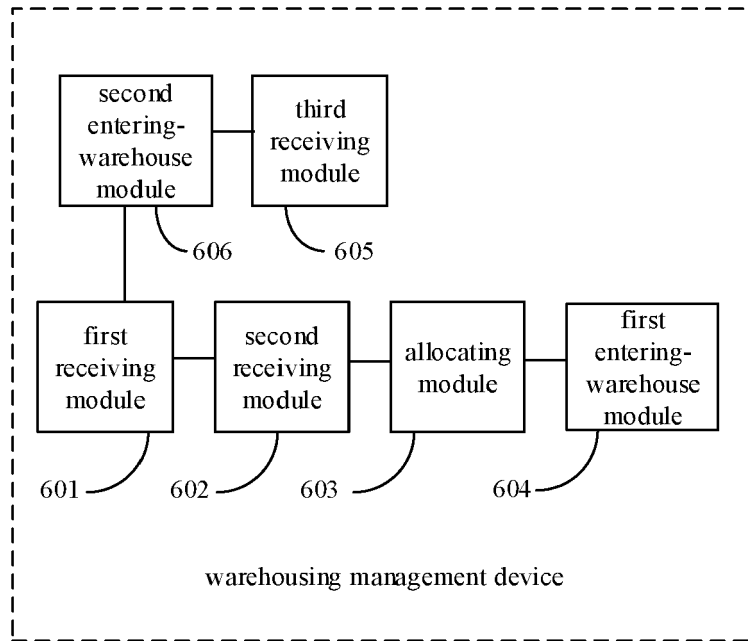 second
entering-
warehouse
module
third
receiving
module
606
605
first
receiving
module
second
receiving
module
allocating
module
first
entering-
warehouse
module
601
602
603
604
warehousing management device